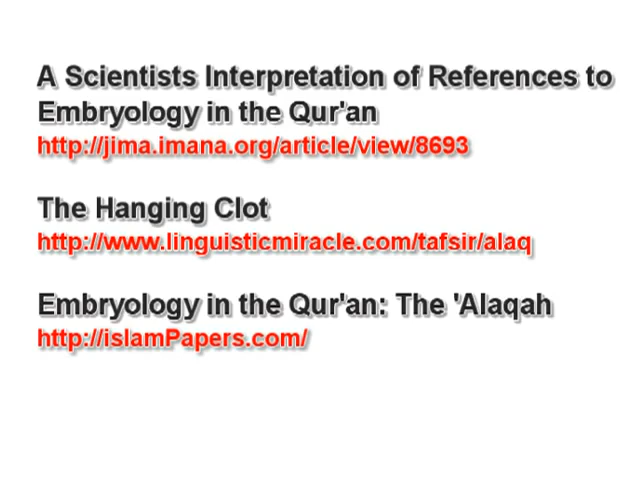 A Scientists Interpretation of References to
Embryology in the Qur'an
http://jima.imana.org/article/view/8693
The Hanging Clot
http://www.linguisticmiracle.com/tafsir/alaq
Embryology in the Qur'an: The 'Alaqah
http://islamPapers.com/